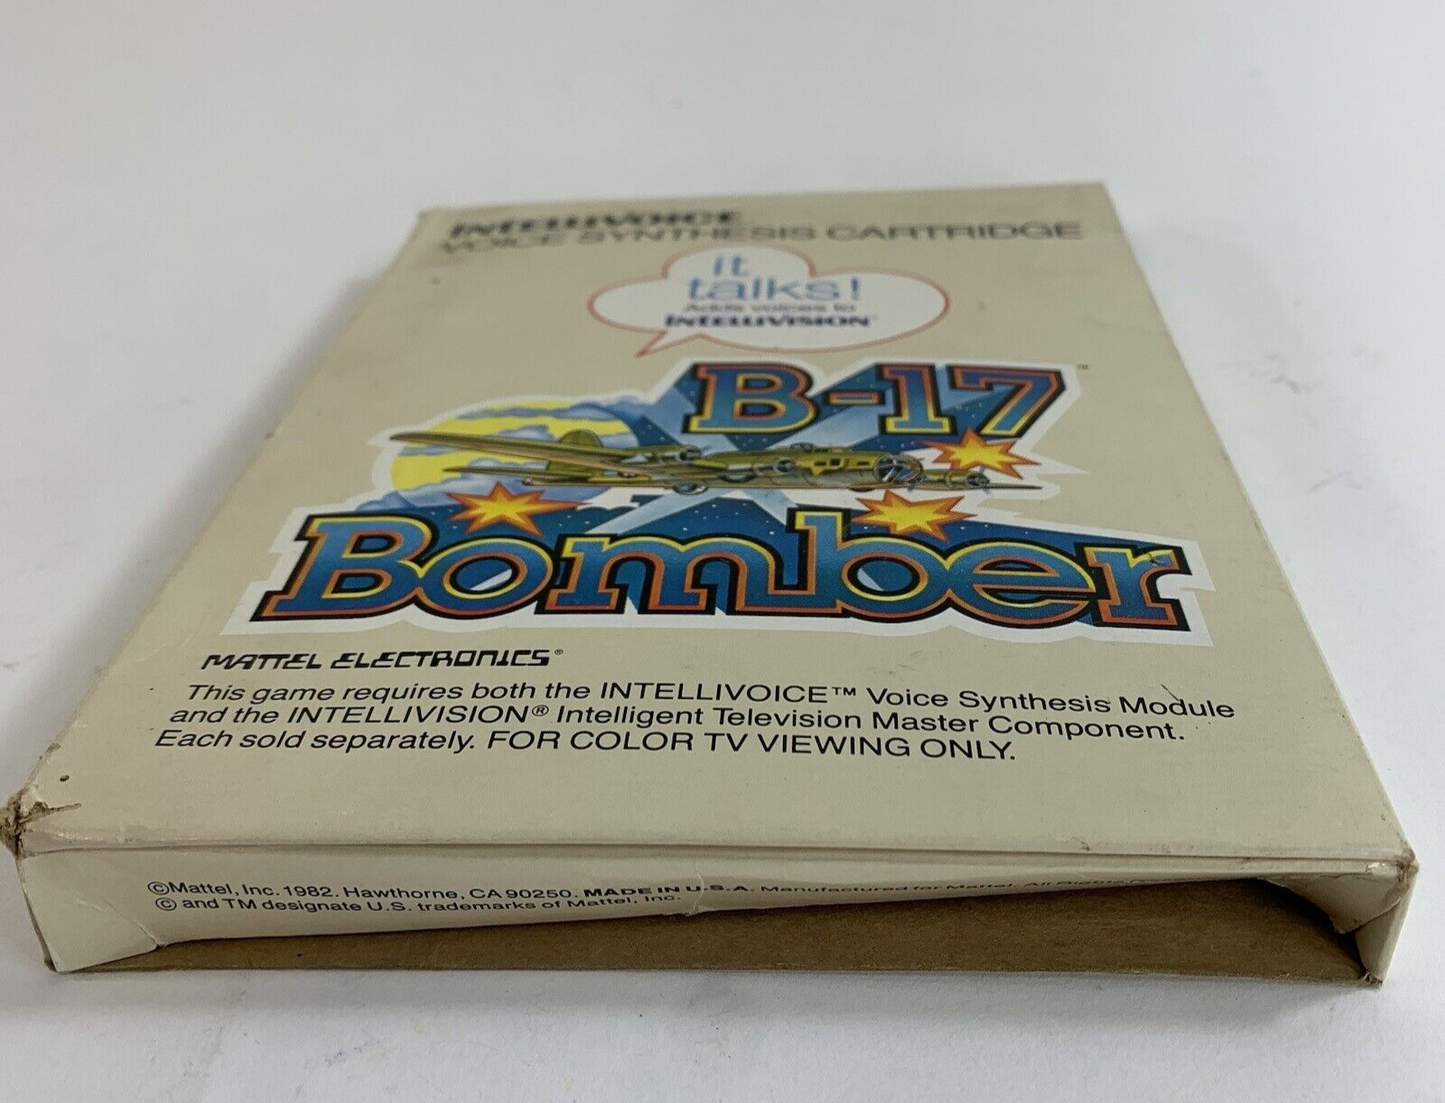 INTELLIVOICE
VOICE SYNTHESIS CARTRIDGE
it
talks!
Adds voices to
INTELLIVISION®
B-17™
Bomber
MATTEL ELECTRONICS®
This game requires both the INTELLIVOICE™ Voice Synthesis Module
and the INTELLIVISION® Intelligent Television Master Component.
Each sold separately. FOR COLOR TV VIEWING ONLY.
©Mattel, Inc. 1982. Hawthorne, CA 90250. MADE IN U.S.A. Manufactured for Mattel. All Rights
© and TM designate U.S. trademarks of Mattel, Inc.